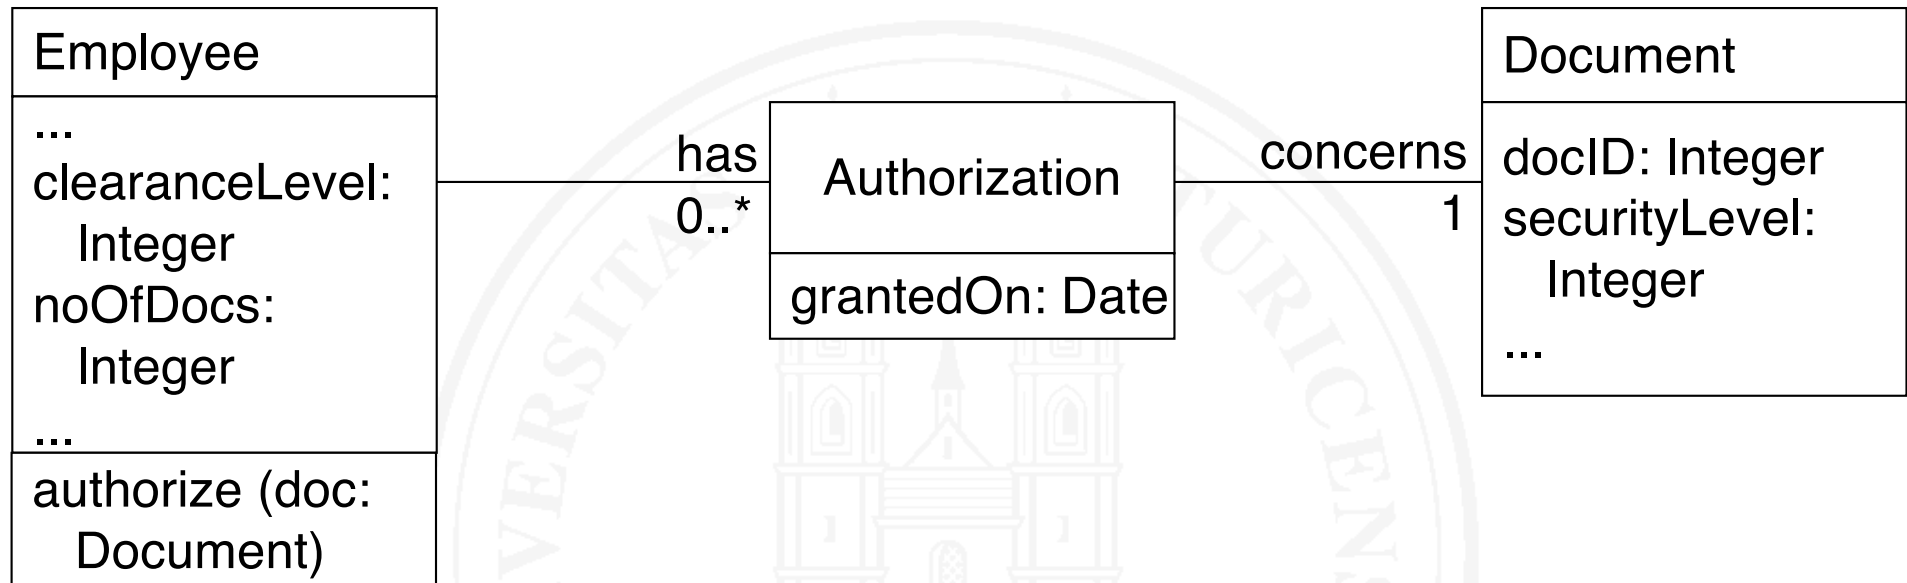 Employee
...
clearanceLevel:
Integer
noOfDocs:
Integer
...
authorize (doc:
Document)
has
0..*
Authorization
grantedOn: Date
concerns
1
Document
docID: Integer
securityLevel:
Integer
...